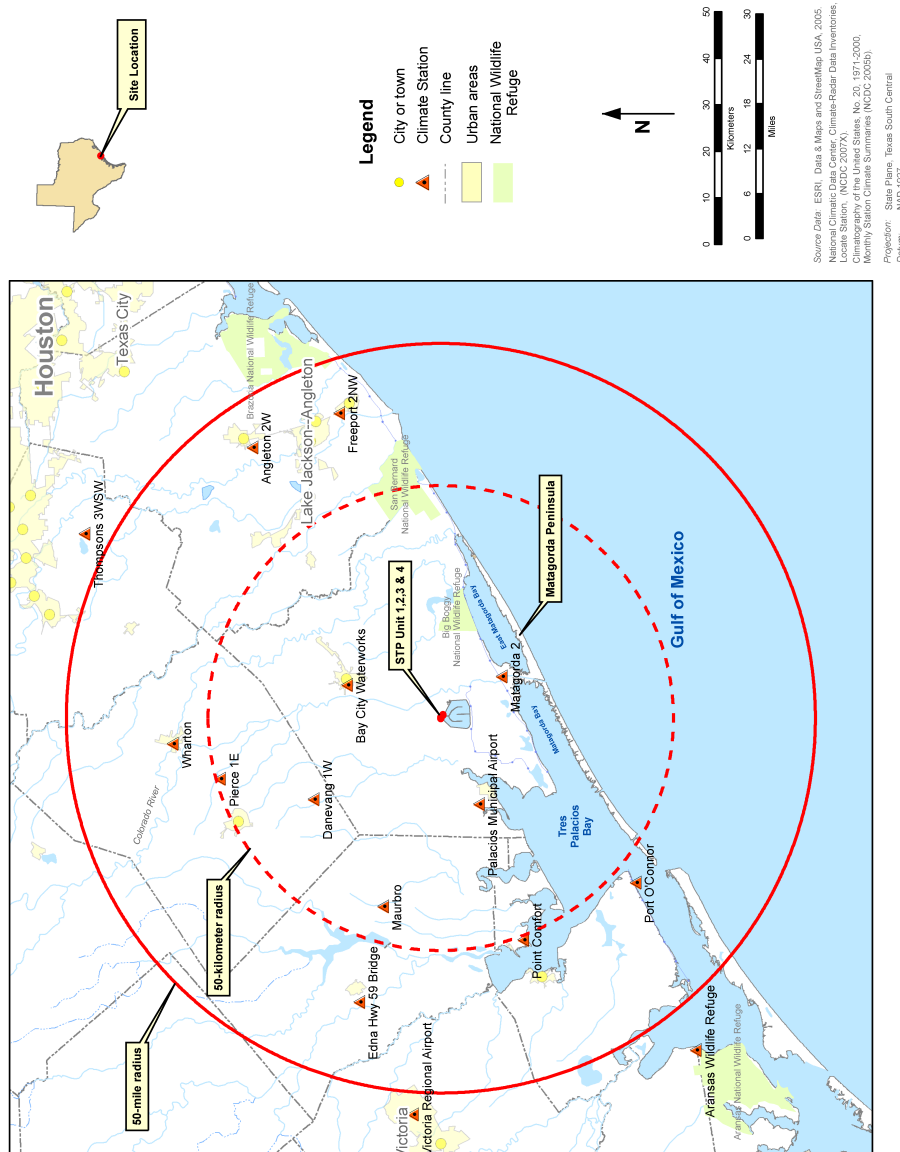 Site Location
Legend
City or town
Climate Station
County line
Urban areas
National Wildlife
Refuge
N
0 10 20 30 40 50
Kilometers
0 6 12 18 24 30
Miles
Source Data: ESRI, Data & Maps and StreetMap USA, 2005.
National Climatic Data Center, Climate-Radar Data Inventories,
Locate Station, (NCDC 2007X),
Climatography of the United States, No. 20, 1971-2000,
Monthly Station Climate Summaries (NCDC 2005b)
Projection: State Plane, Texas South Central
Houston
Texas City
Brazoria National Wildlife Refuge
Lake Jackson--Angleton
Angleton 2W
Freeport 2NW
Thompsons 3WSW
San Bernard
National Wildlife Refuge
Matagorda Peninsula
Gulf of Mexico
STP Unit 1,2,3 & 4
Big Boggy
National Wildlife Refuge
East Matagorda Bay
Matagorda 2
Matagorda Bay
Bay City Waterworks
Wharton
Colorado River
Pierce 1E
Danevang 1W
Palacios Municipal Airport
Tres
Palacios
Bay
50-kilometer radius
Maurbro
Point Comfort
Port O'Connor
50-mile radius
Edna Hwy 59 Bridge
Victoria Regional Airport
Victoria
Aransas Wildlife Refuge
Aransas National Wildlife Refuge